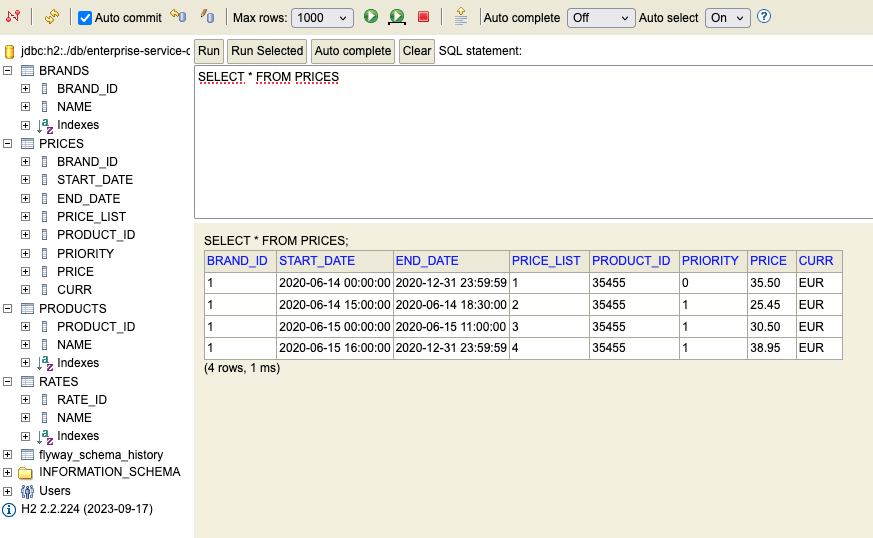 Auto commit Max rows: 1000 Auto complete Off Auto select On ?
jdbc:h2:./db/enterprise-service-c Run Run Selected Auto complete Clear SQL statement:
BRANDS
BRAND_ID
NAME
Indexes
PRICES
BRAND_ID
START_DATE
END_DATE
PRICE_LIST
PRODUCT_ID
PRIORITY
PRICE
CURR
PRODUCTS
PRODUCT_ID
NAME
Indexes
RATES
RATE_ID
NAME
Indexes
flyway_schema_history
INFORMATION_SCHEMA
Users
H2 2.2.224 (2023-09-17)
SELECT * FROM PRICES
SELECT * FROM PRICES;
BRAND_ID START_DATE END_DATE PRICE_LIST PRODUCT_ID PRIORITY PRICE CURR
1 2020-06-14 00:00:00 2020-12-31 23:59:59 1 35455 0 35.50 EUR
1 2020-06-14 15:00:00 2020-06-14 18:30:00 2 35455 1 25.45 EUR
1 2020-06-15 00:00:00 2020-06-15 11:00:00 3 35455 1 30.50 EUR
1 2020-06-15 16:00:00 2020-12-31 23:59:59 4 35455 1 38.95 EUR
(4 rows, 1 ms)